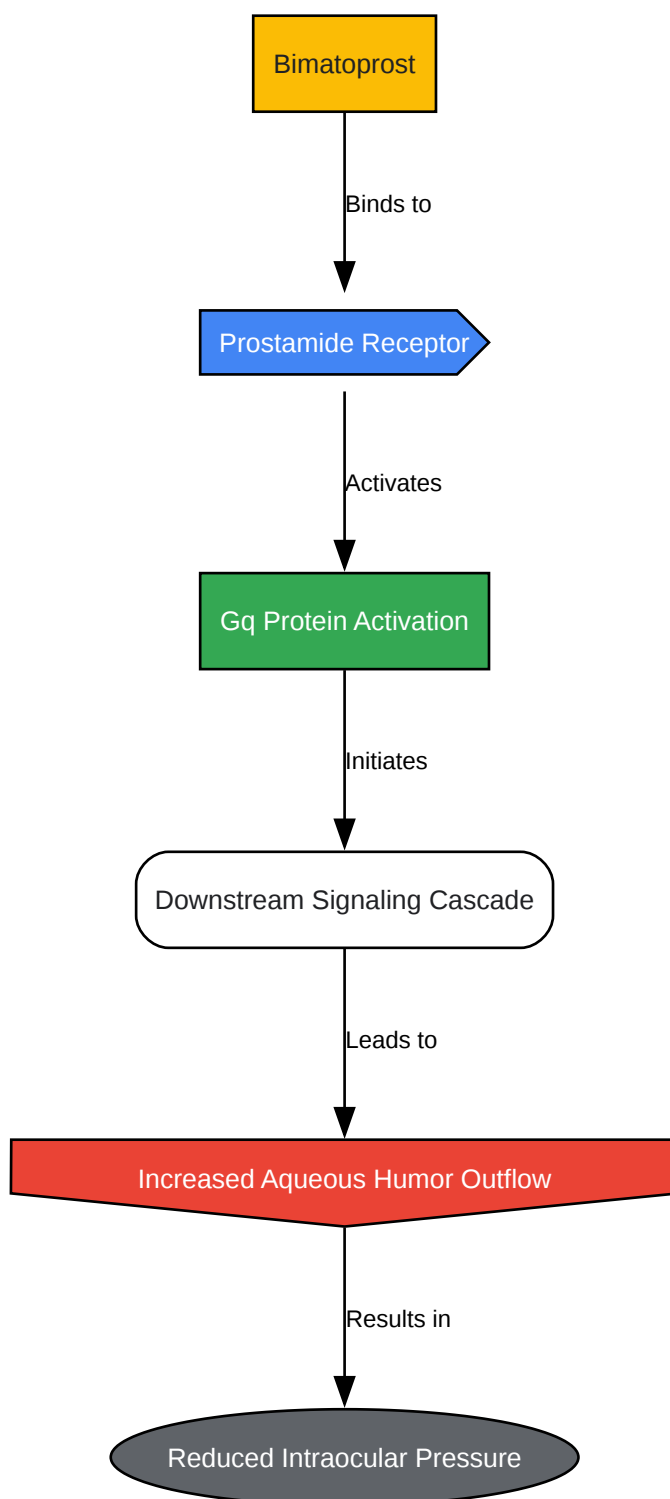 Bimatoprost
Binds to
Prostamide Receptor
Activates
Gq Protein Activation
Initiates
Downstream Signaling Cascade
Leads to
Increased Aqueous Humor Outflow
Results in
Reduced Intraocular Pressure